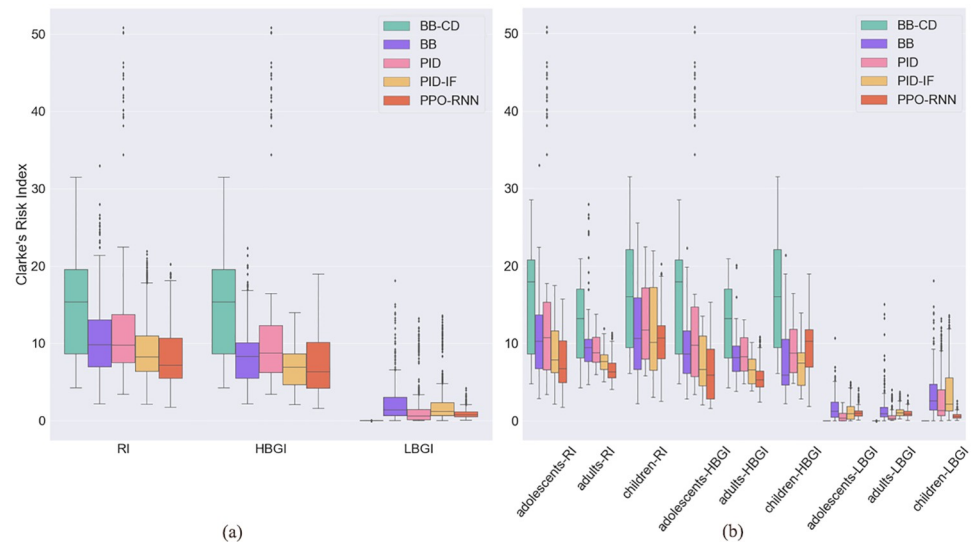 Clarke's Risk Index
50
40
30
20
10
0
BB-CD
BB
PID
PID-IF
PPO-RNN
RI
HBGI
LBGI
(a)
50
40
30
20
10
0
BB-CD
BB
PID
PID-IF
PPO-RNN
adolescents-RI
adults-RI
children-RI
adolescents-HBGI
adults-HBGI
children-HBGI
adolescents-LBGI
adults-LBGI
children-LBGI
(b)